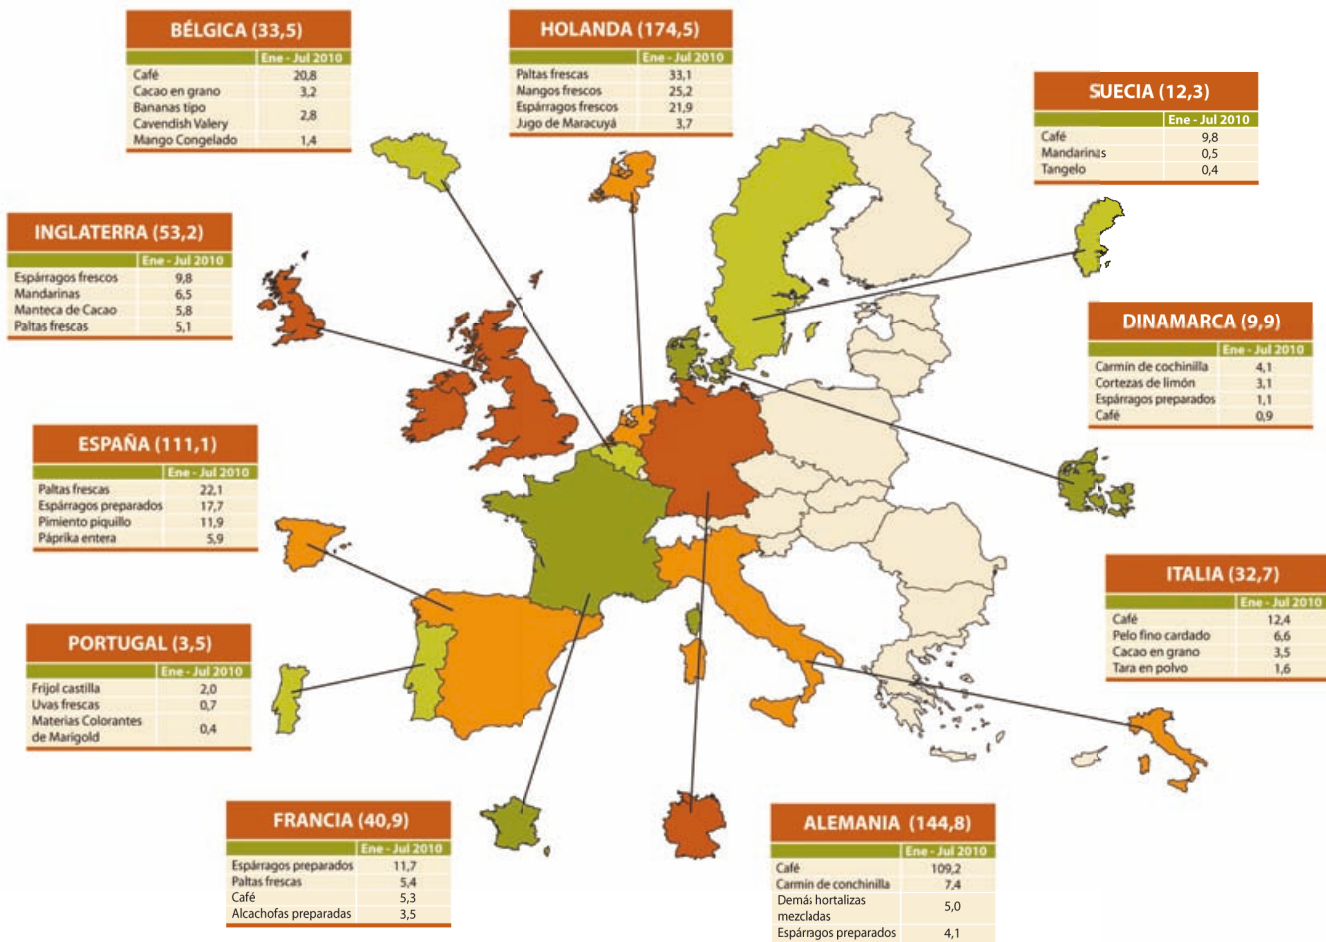 BÉLGICA (33,5)
Ene - Jul 2010
Café 20,8
Cacao en grano 3,2
Bananas tipo
Cavendish Valery 2,8
Mango Congelado 1,4
HOLANDA (174,5)
Ene - Jul 2010
Paltas frescas 33,1
Mangos frescos 25,2
Espárragos frescos 21,9
Jugo de Maracuyá 3,7
SUECIA (12,3)
Ene - Jul 2010
Café 9,8
Mandarinas 0,5
Tangelo 0,4
INGLATERRA (53,2)
Ene - Jul 2010
Espárragos frescos 9,8
Mandarinas 6,5
Manteca de Cacao 5,8
Paltas frescas 5,1
DINAMARCA (9,9)
Ene - Jul 2010
Carmín de cochinilla 4,1
Cortezas de limón 3,1
Espárragos preparados 1,1
Café 0,9
ESPAÑA (111,1)
Ene - Jul 2010
Paltas frescas 22,1
Espárragos preparados 17,7
Pimiento piquillo 11,9
Páprika entera 5,9
ITALIA (32,7)
Ene - Jul 2010
Café 12,4
Pelo fino cardado 6,6
Cacao en grano 3,5
Tara en polvo 1,6
PORTUGAL (3,5)
Ene - Jul 2010
Frijol castilla 2,0
Uvas frescas 0,7
Materias Colorantes
de Marigold 0,4
FRANCIA (40,9)
Ene - Jul 2010
Espárragos preparados 11,7
Paltas frescas 5,4
Café 5,3
Alcachofas preparadas 3,5
ALEMANIA (144,8)
Ene - Jul 2010
Café 109,2
Carmín de conchinilla 7,4
Demás hortalizas
mezcladas 5,0
Espárragos preparados 4,1